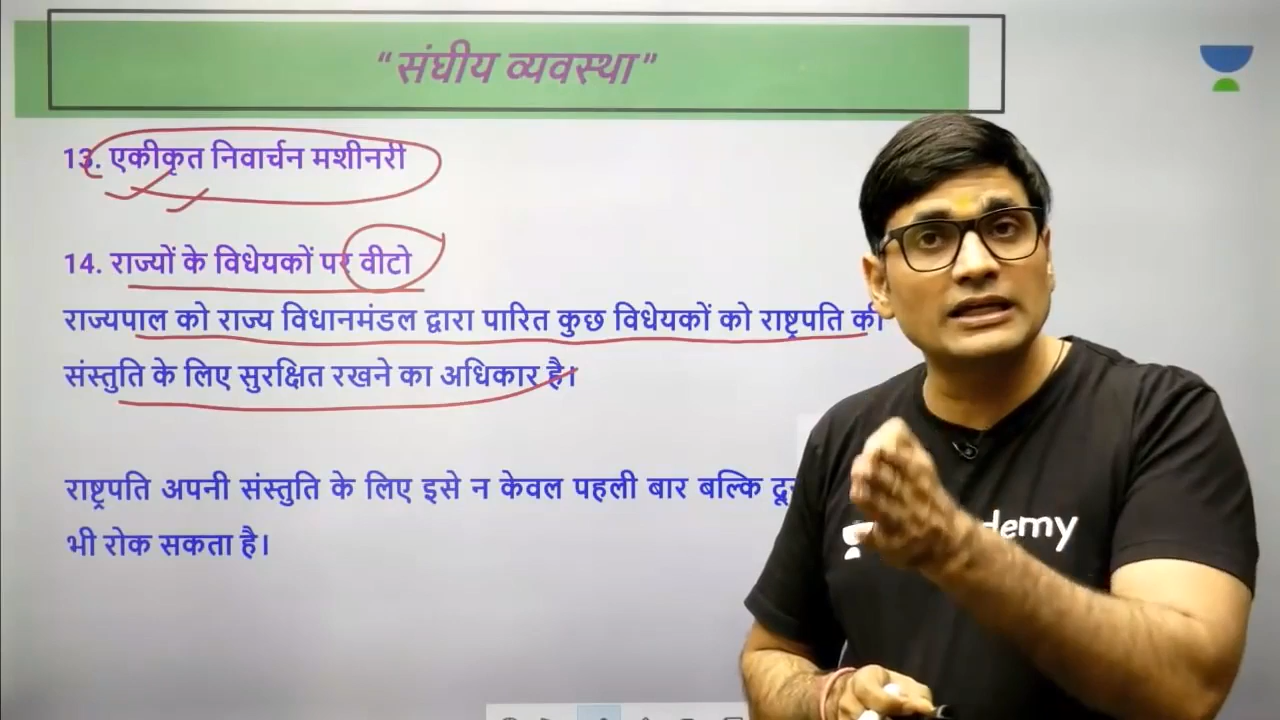 “संघीय व्यवस्था”
13. एकीकृत निवार्चन मशीनरी
14. राज्यों के विधेयकों पर वीटो
राज्यपाल को राज्य विधानमंडल द्वारा पारित कुछ विधेयकों को राष्ट्रपति की
संस्तुति के लिए सुरक्षित रखने का अधिकार है।
राष्ट्रपति अपनी संस्तुति के लिए इसे न केवल पहली बार बल्कि
भी रोक सकता है।